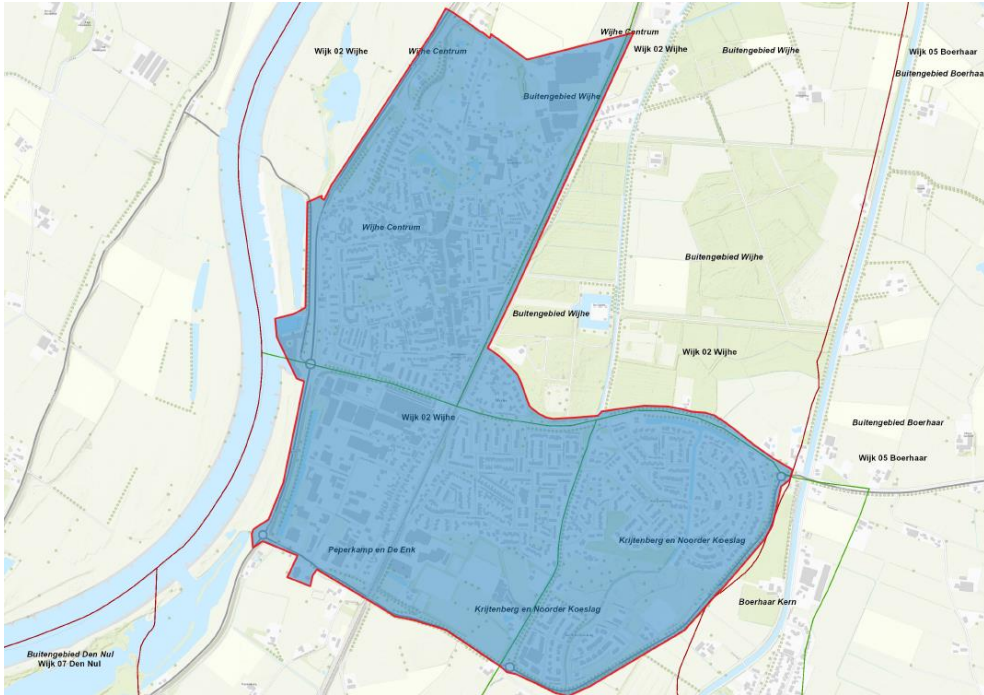 Wijhe Centrum
Wijk 02 Wijhe
Wijhe Centrum
Wijk 02 Wijhe
Buitengebied Wijhe
Wijk 05 Boerhaar
Buitengebied Boerhaa
Buitengebied Wijhe
Wijhe Centrum
Buitengebied Wijhe
Buitengebied Wijhe
Wijk 02 Wijhe
Wijk 02 Wijhe
Buitengebied Boerhaar
Wijk 05 Boerhaar
Peperkamp en De Enk
Krijtenberg en Noorder Koeslag
Krijtenberg en Noorder Koeslag
Boerhaar Kern
Buitengebied Den Nul
Wijk 07 Den Nul